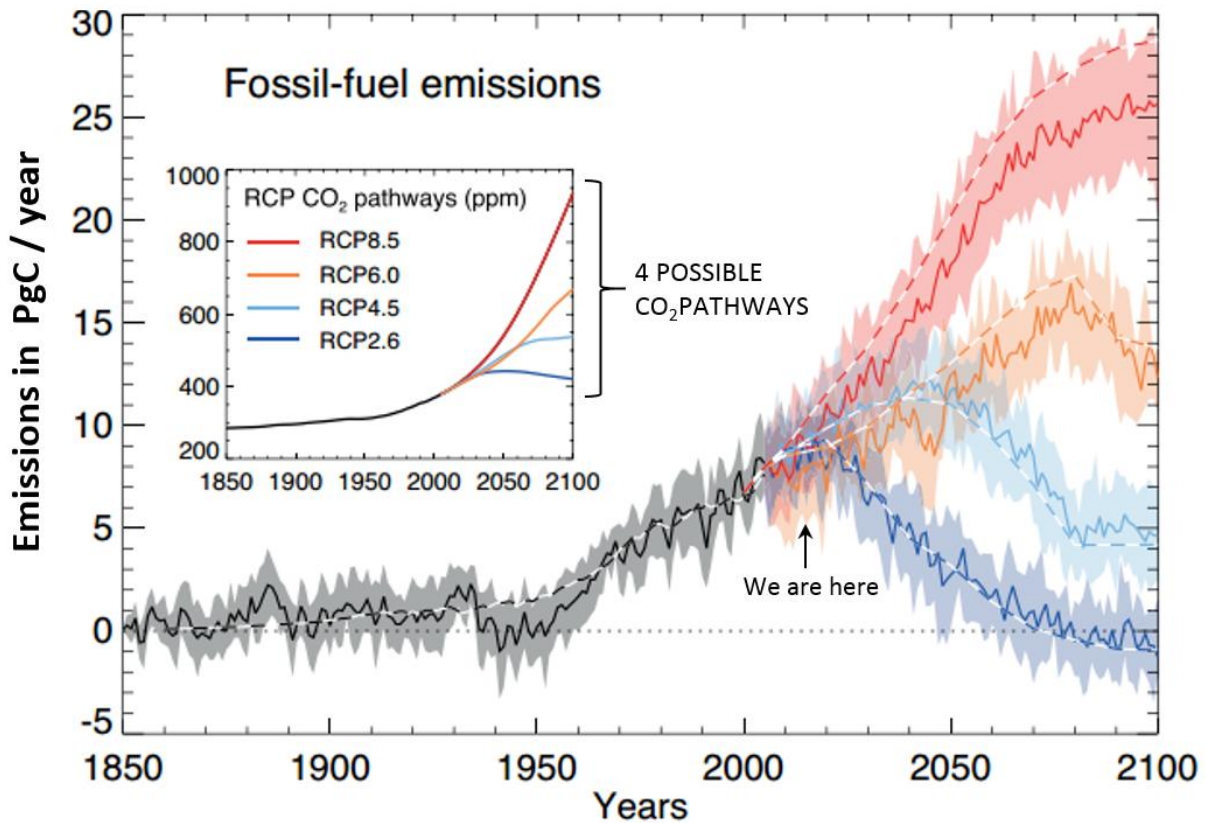 Fossil-fuel emissions
Emissions in PgC / year
30
25
20
15
10
5
0
-5
1850
1900
1950
2000
2050
2100
Years
RCP CO₂ pathways (ppm)
RCP8.5
RCP6.0
RCP4.5
RCP2.6
1000
800
600
400
200
1850
1900
1950
2000
2050
2100
4 POSSIBLE
CO₂PATHWAYS
We are here